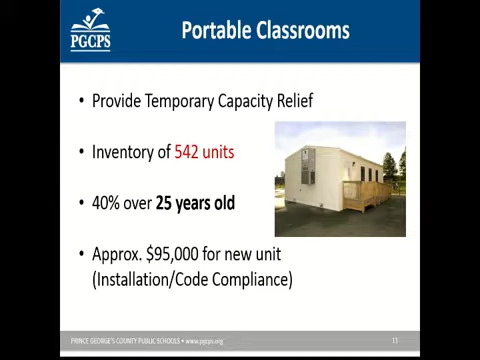 PGCPS
Portable Classrooms
• Provide Temporary Capacity Relief
• Inventory of 542 units
• 40% over 25 years old
• Approx. $95,000 for new unit
(Installation/Code Compliance)
PRINCE GEORGE'S COUNTY PUBLIC SCHOOLS • www.pgcps.org